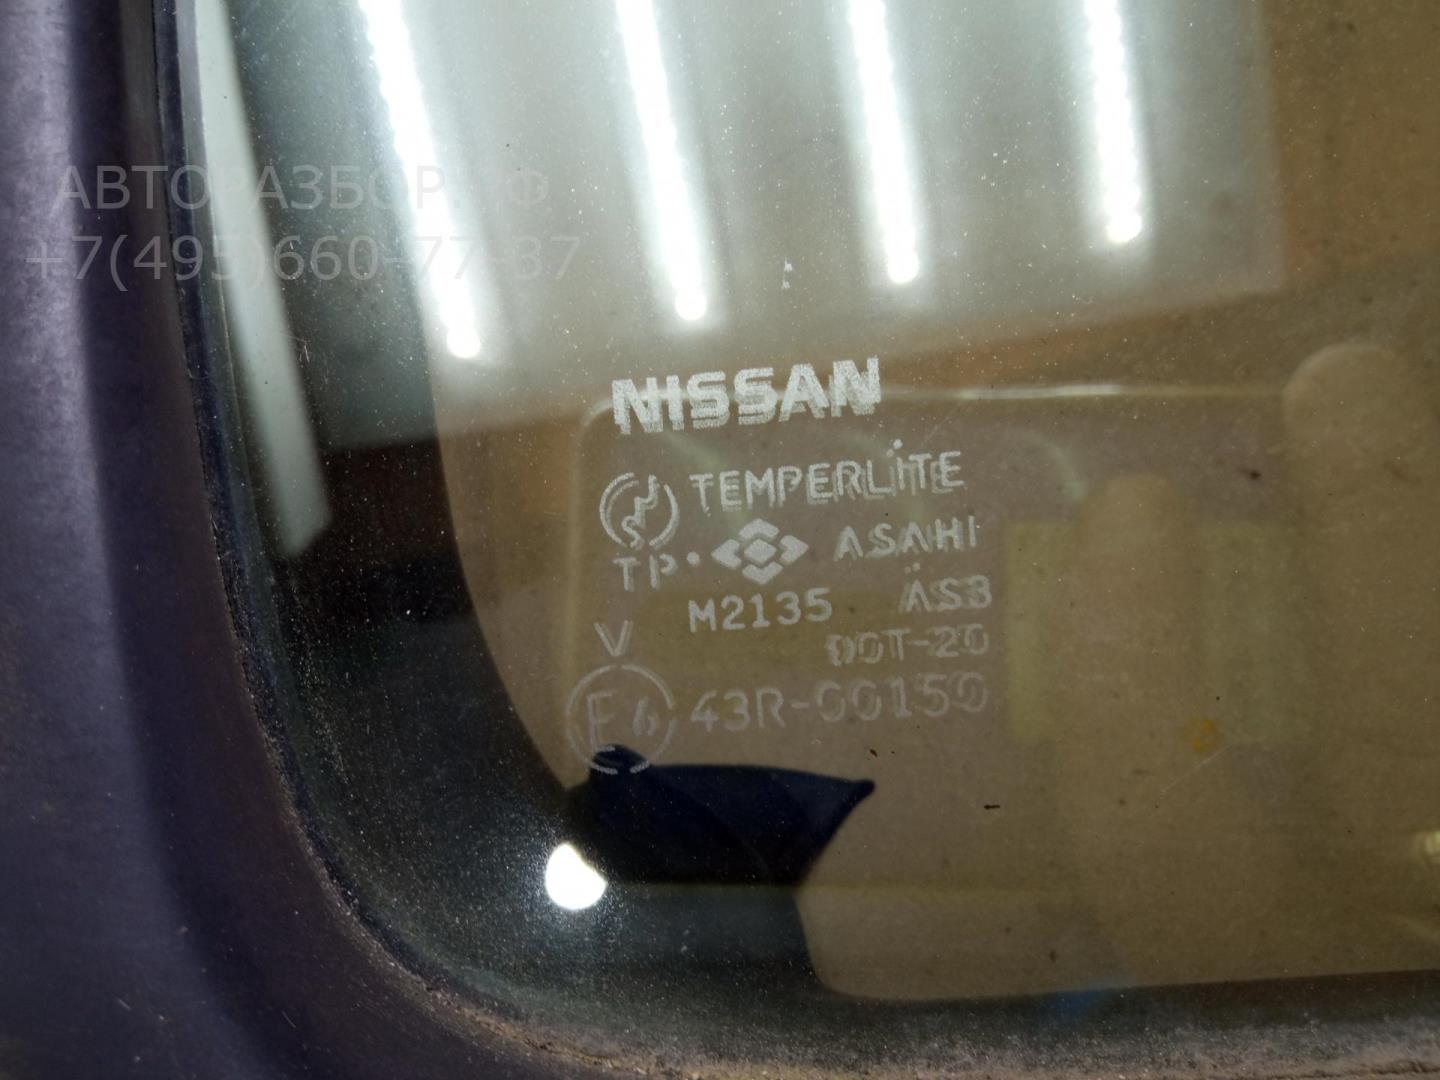 АВТОРАЗБОР.РФ
+7(495)660-77-37
NISSAN
TEMPERLITE
TP· ASAHI
M2135 AS3
V DOT-20
E6 43R-00150